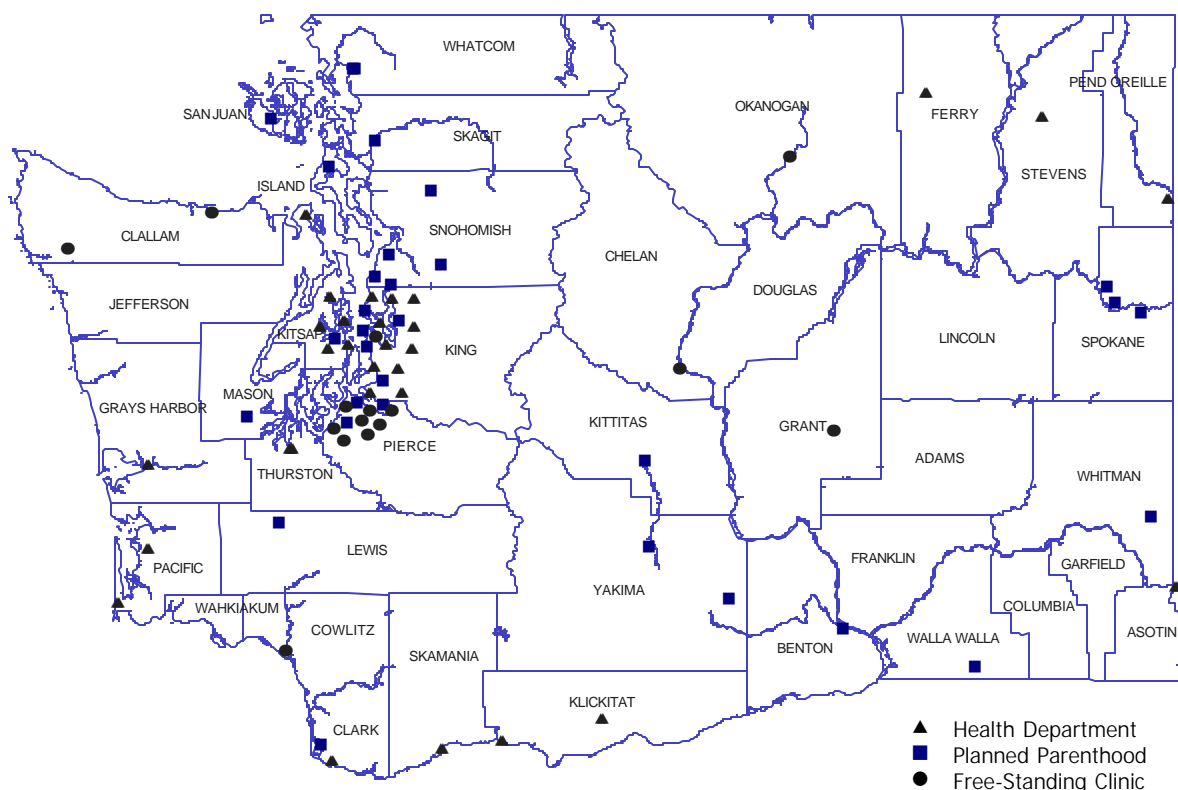 WHATCOM
PEND OREILLE
OKANOGAN
SAN JUAN
FERRY
SKAGIT
STEVENS
ISLAND
SNOHOMISH
CLALLAM
CHELAN
DOUGLAS
JEFFERSON
KITSAP
LINCOLN
SPOKANE
KING
MASON
GRAYS HARBOR
KITTITAS
GRANT
PIERCE
ADAMS
THURSTON
WHITMAN
LEWIS
FRANKLIN
GARFIELD
PACIFIC
YAKIMA
WAHKIAKUM
COLUMBIA
COWLITZ
ASOTIN
WALLA WALLA
BENTON
SKAMANIA
KLICKITAT
CLARK
Health Department
Planned Parenthood
Free-Standing Clinic